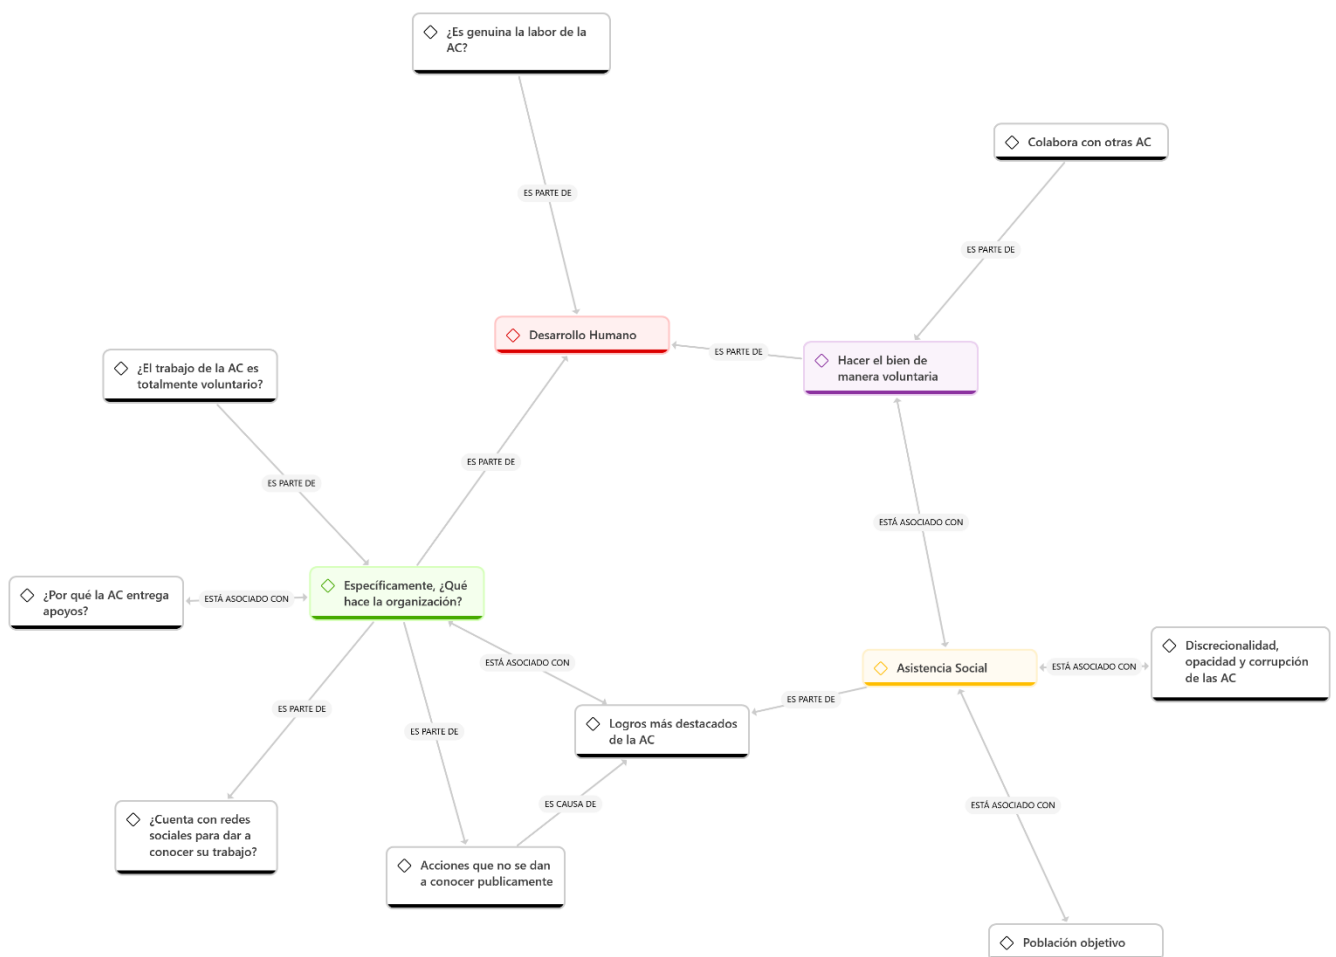 ¿Es genuina la labor de la
AC?
Colabora con otras AC
ES PARTE DE
ES PARTE DE
Desarrollo Humano
ES PARTE DE
Hacer el bien de
manera voluntaria
¿El trabajo de la AC es
totalmente voluntario?
ES PARTE DE
ES PARTE DE
ESTÁ ASOCIADO CON
¿Por qué la AC entrega
apoyos?
ESTÁ ASOCIADO CON
Específicamente, ¿Qué
hace la organización?
ESTÁ ASOCIADO CON
Asistencia Social
ESTÁ ASOCIADO CON
Discrecionalidad,
opacidad y corrupción
de las AC
ES PARTE DE
ES PARTE DE
ES PARTE DE
Logros más destacados
de la AC
ES CAUSA DE
ESTÁ ASOCIADO CON
¿Cuenta con redes
sociales para dar a
conocer su trabajo?
Acciones que no se dan
a conocer publicamente
Población objetivo